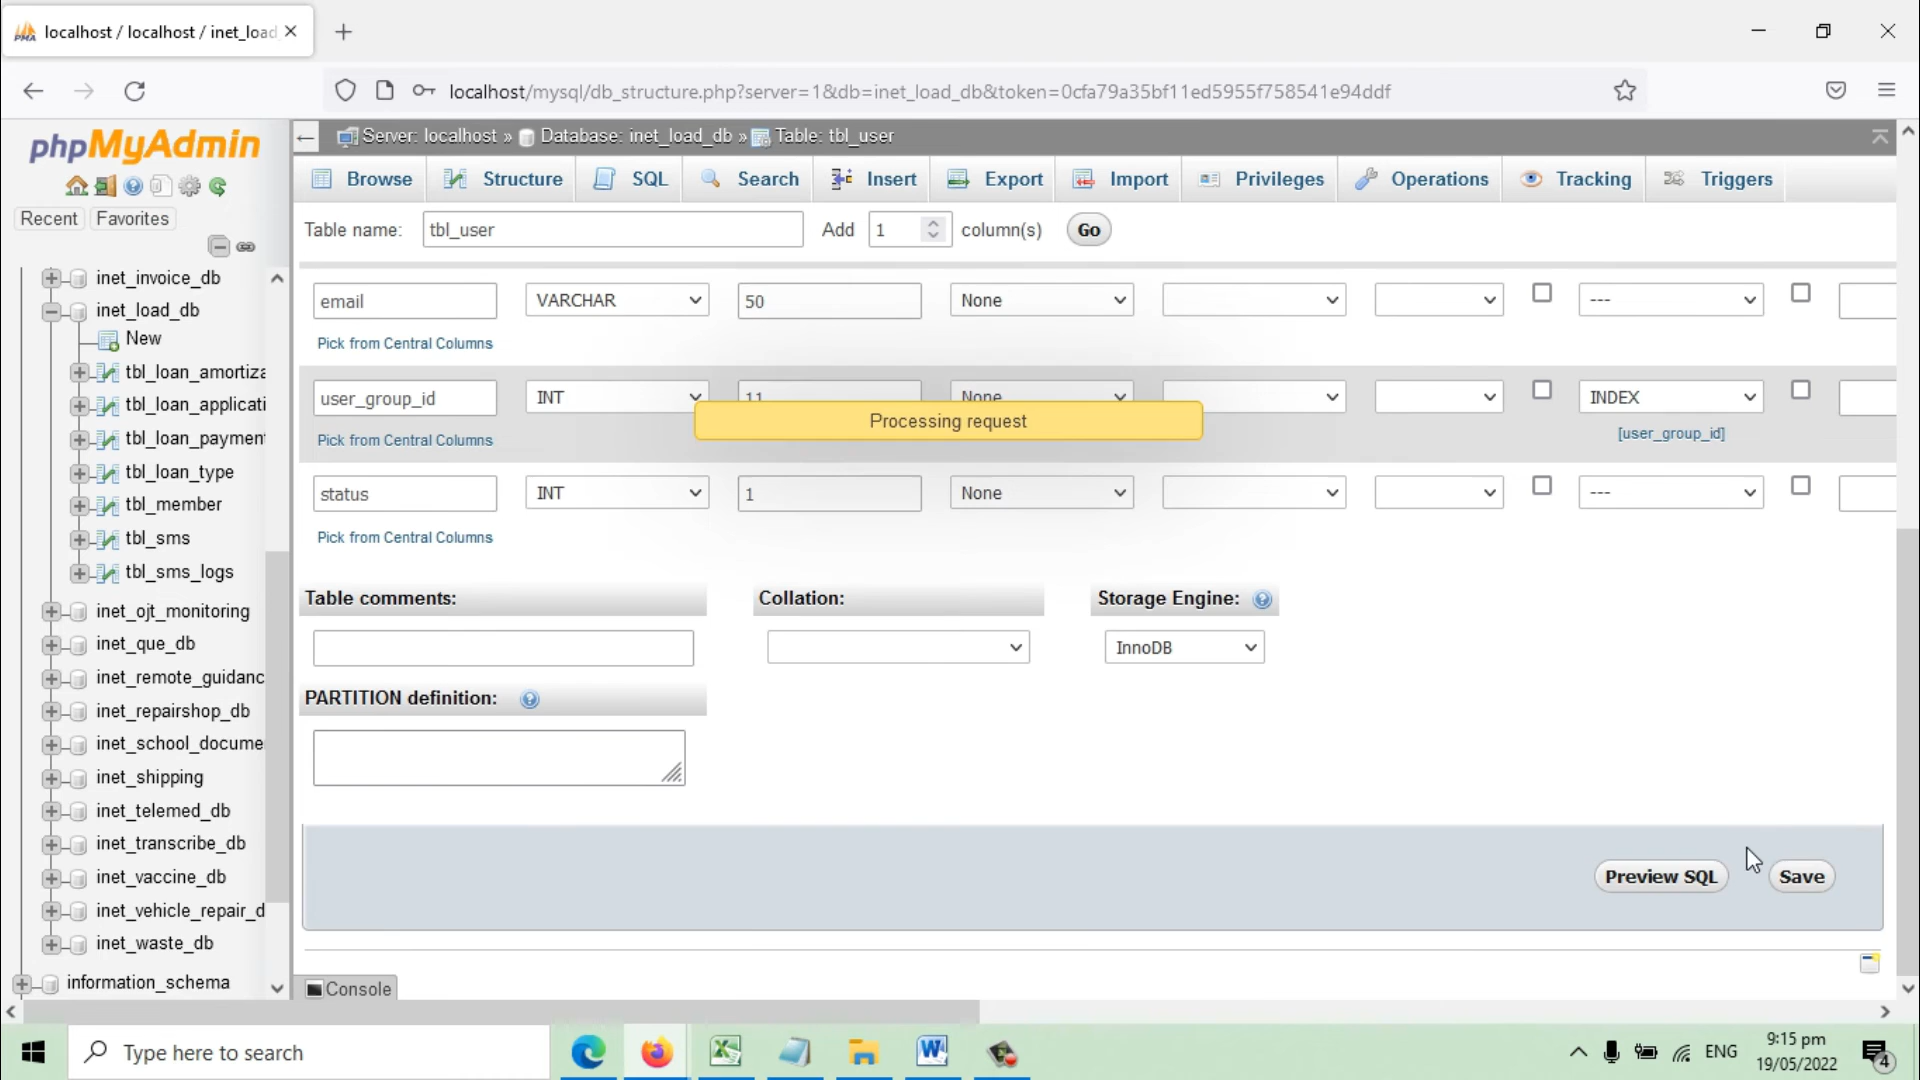 localhost / localhost / inet_load
localhost/mysql/db_structure.php?server=1&db=inet_load_db&token=0cfa79a35bf11ed5955f758541e94ddf
phpMyAdmin
Recent Favorites
inet_invoice_db
inet_load_db
New
tbl_loan_amortiza
tbl_loan_applicati
tbl_loan_payment
tbl_loan_type
tbl_member
tbl_sms
tbl_sms_logs
inet_ojt_monitoring
inet_que_db
inet_remote_guidanc
inet_repairshop_db
inet_school_docume
inet_shipping
inet_telemed_db
inet_transcribe_db
inet_vaccine_db
inet_vehicle_repair_d
inet_waste_db
information_schema
Server: localhost » Database: inet_load_db » Table: tbl_user
Browse Structure SQL Search Insert Export Import Privileges Operations Tracking Triggers
Table name: tbl_user Add 1 column(s) Go
email VARCHAR 50 None ---
Pick from Central Columns
user_group_id INT 11 None INDEX
Processing request
Pick from Central Columns [user_group_id]
status INT 1 None ---
Pick from Central Columns
Table comments: Collation: Storage Engine:
InnoDB
PARTITION definition:
Preview SQL Save
Console
Type here to search
ENG
9:15 pm
19/05/2022
4